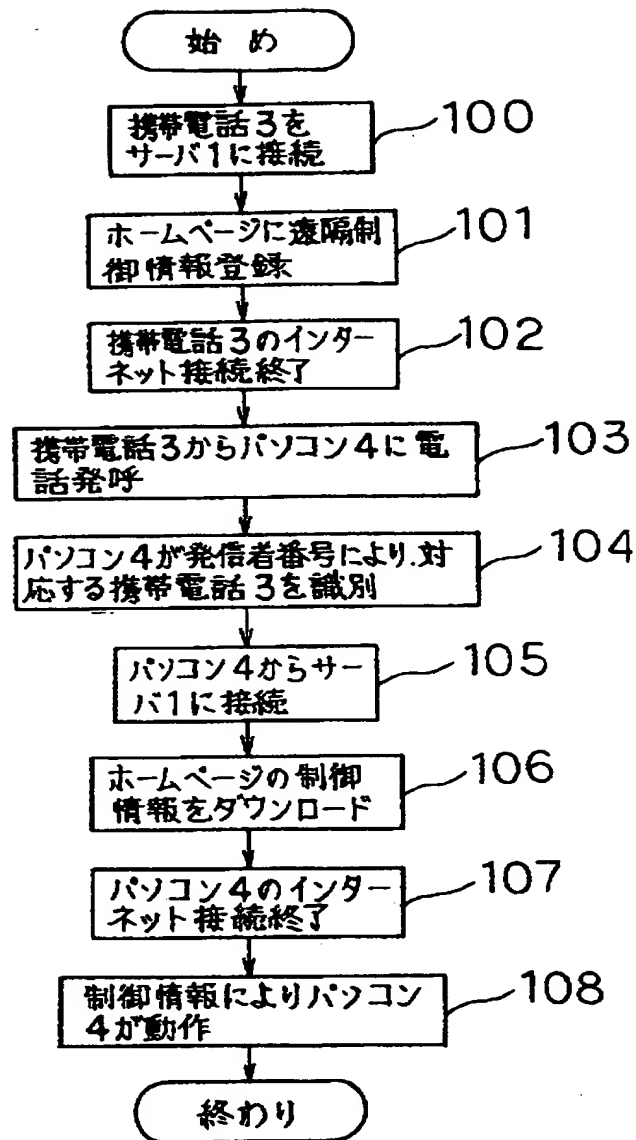 始め
携帯電話3を
サーバ1に接続
100
ホームページに遠隔制
御情報登録
101
携帯電話3のインター
ネット接続終了
102
携帯電話3からパソコン4に電
話発呼
103
パソコン4が発信者番号により、対
応する携帯電話3を識別
104
パソコン4からサー
バ1に接続
105
ホームページの制御
情報をダウンロード
106
パソコン4のインター
ネット接続終了
107
制御情報によりパソコン
4が動作
108
終わり